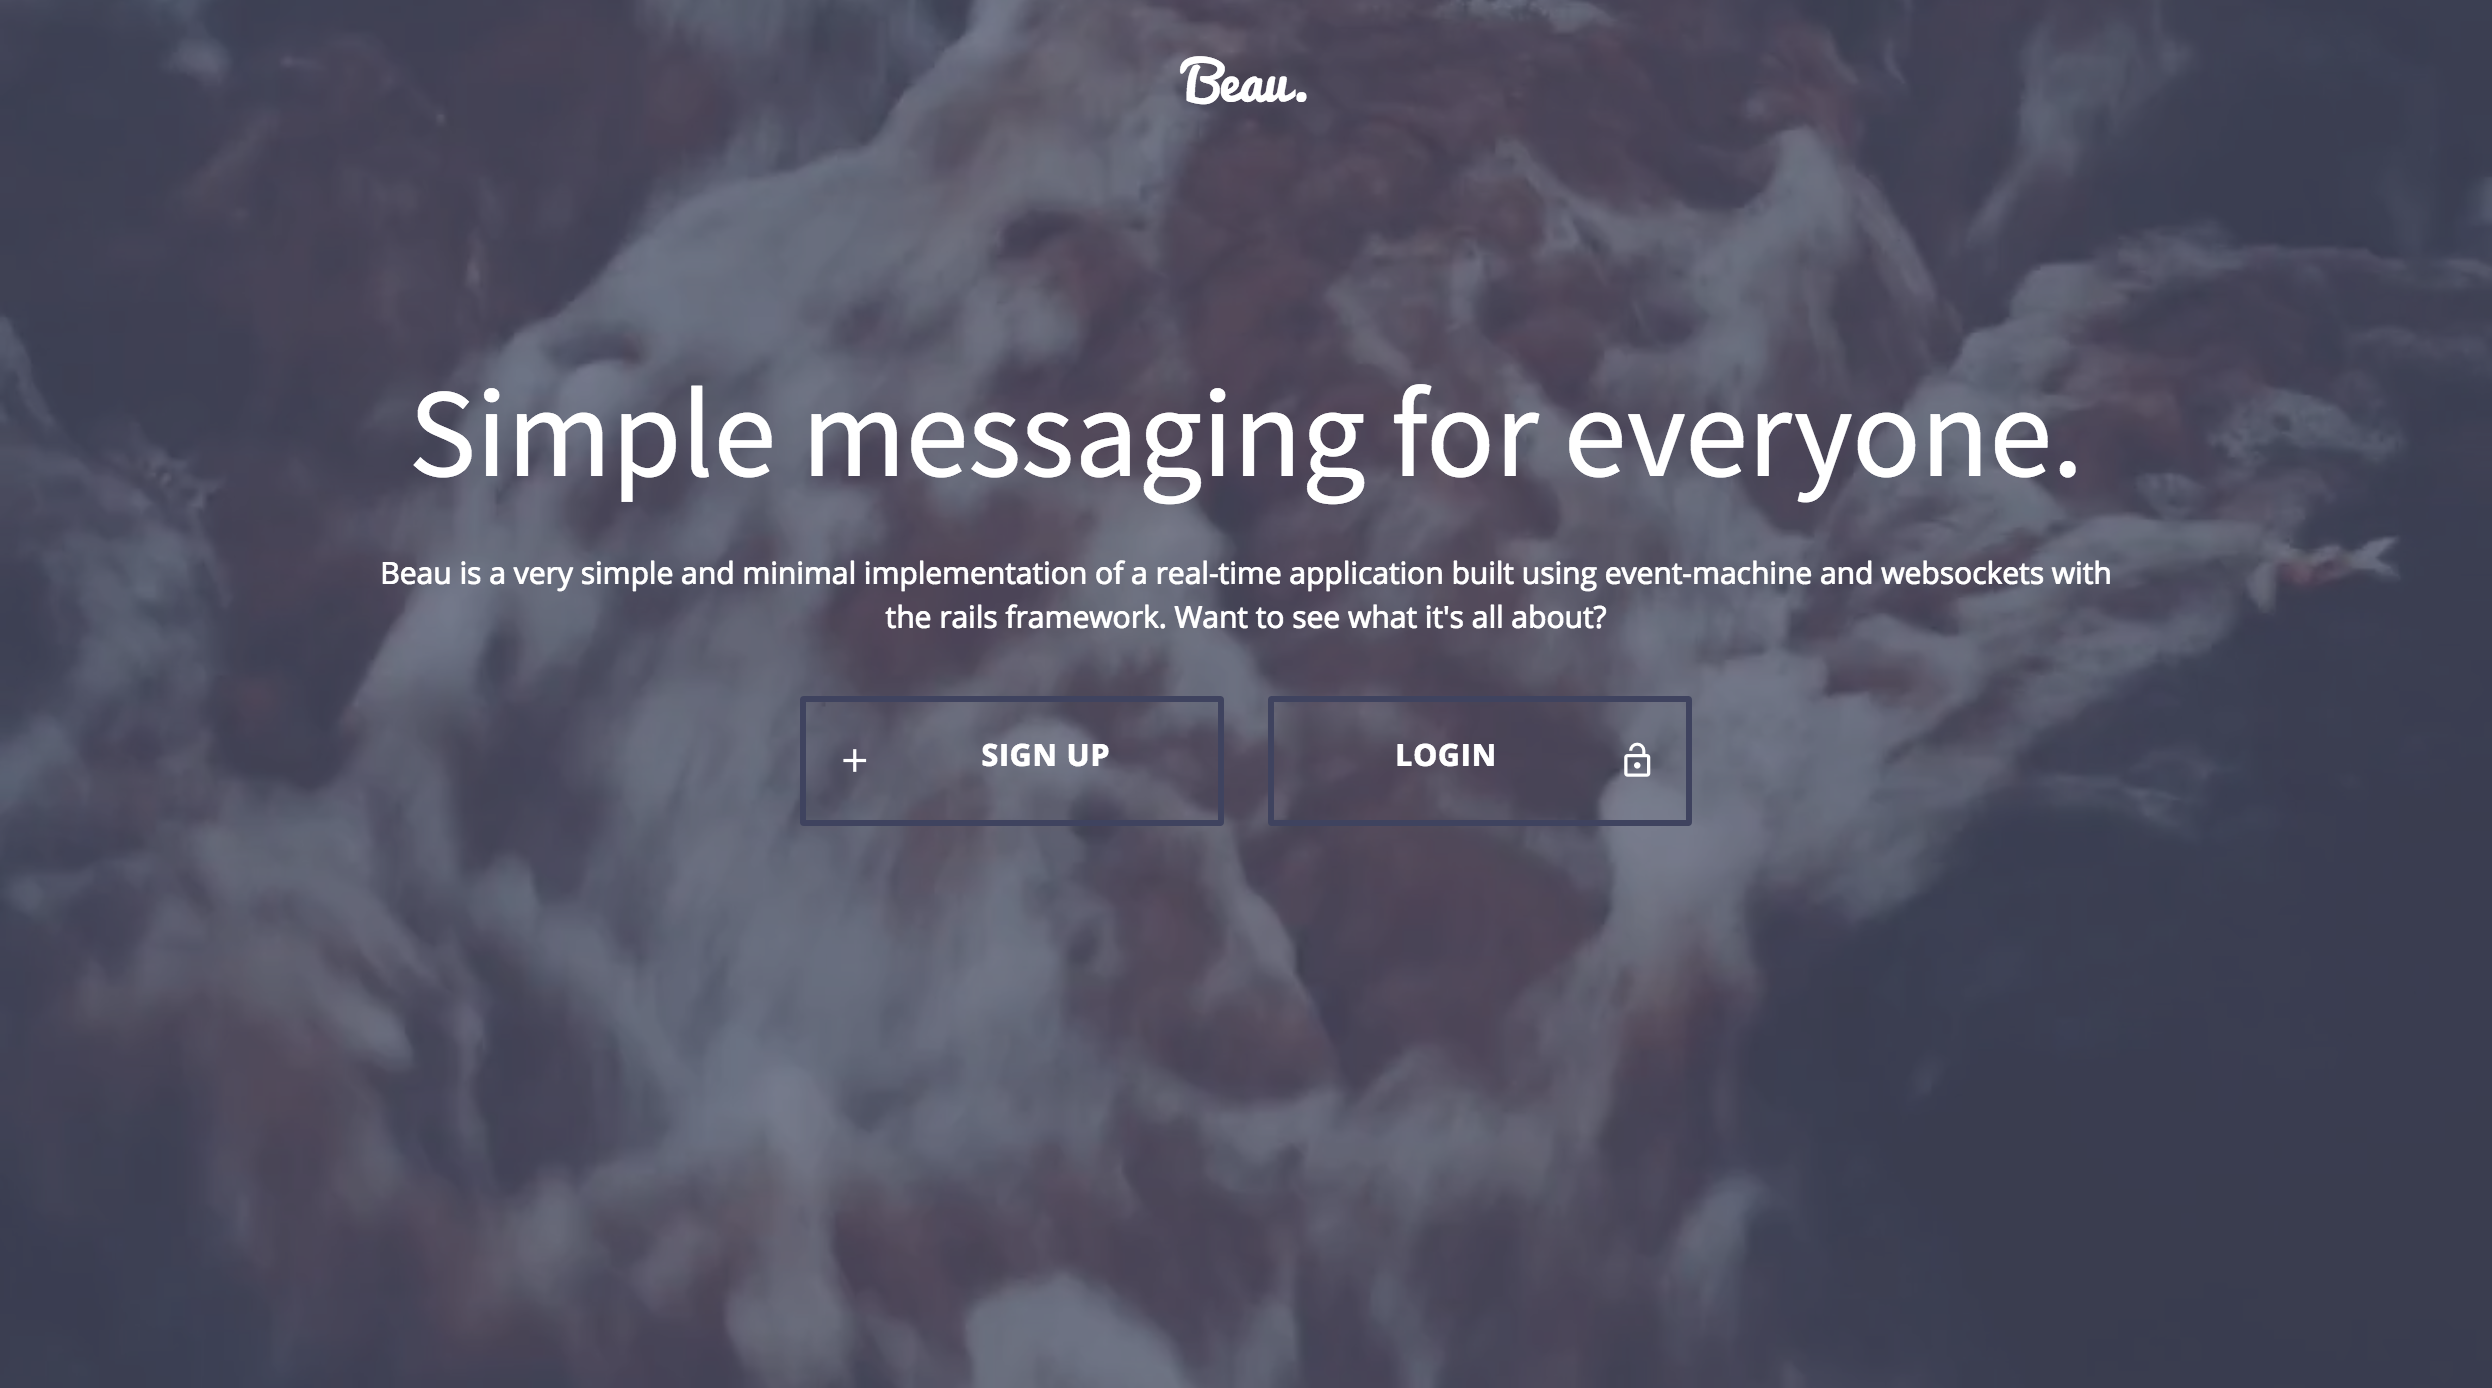 Beau.
Simple messaging for everyone.
Beau is a very simple and minimal implementation of a real-time application built using event-machine and websockets with
the rails framework. Want to see what it's all about?
SIGN UP
LOGIN